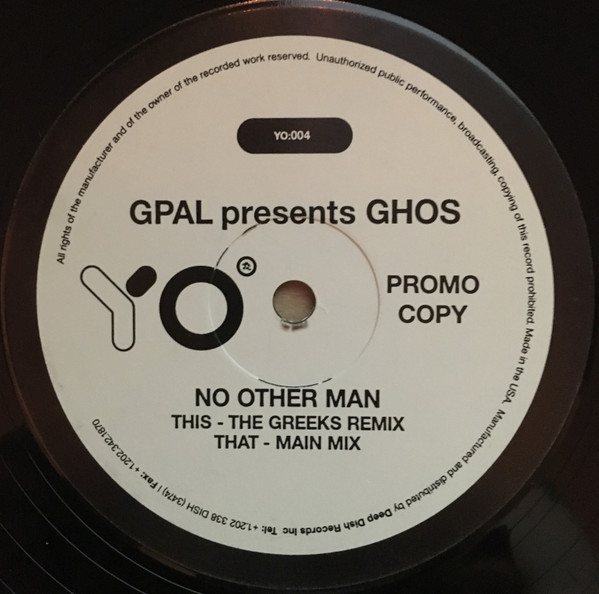 All rights of the manufacturer and of the owner of the recorded work reserved. Unauthorized public performance, broadcasting, copying of this record prohibited. Made in the USA. Manufactured and distributed by Deep Dish Records Inc Tel: +1.202 338 DISH (3474) | Fax: +1.202.342.1870
YO:004
GPAL presents GHOS
YO
PROMO
COPY
NO OTHER MAN
THIS - THE GREEKS REMIX
THAT - MAIN MIX